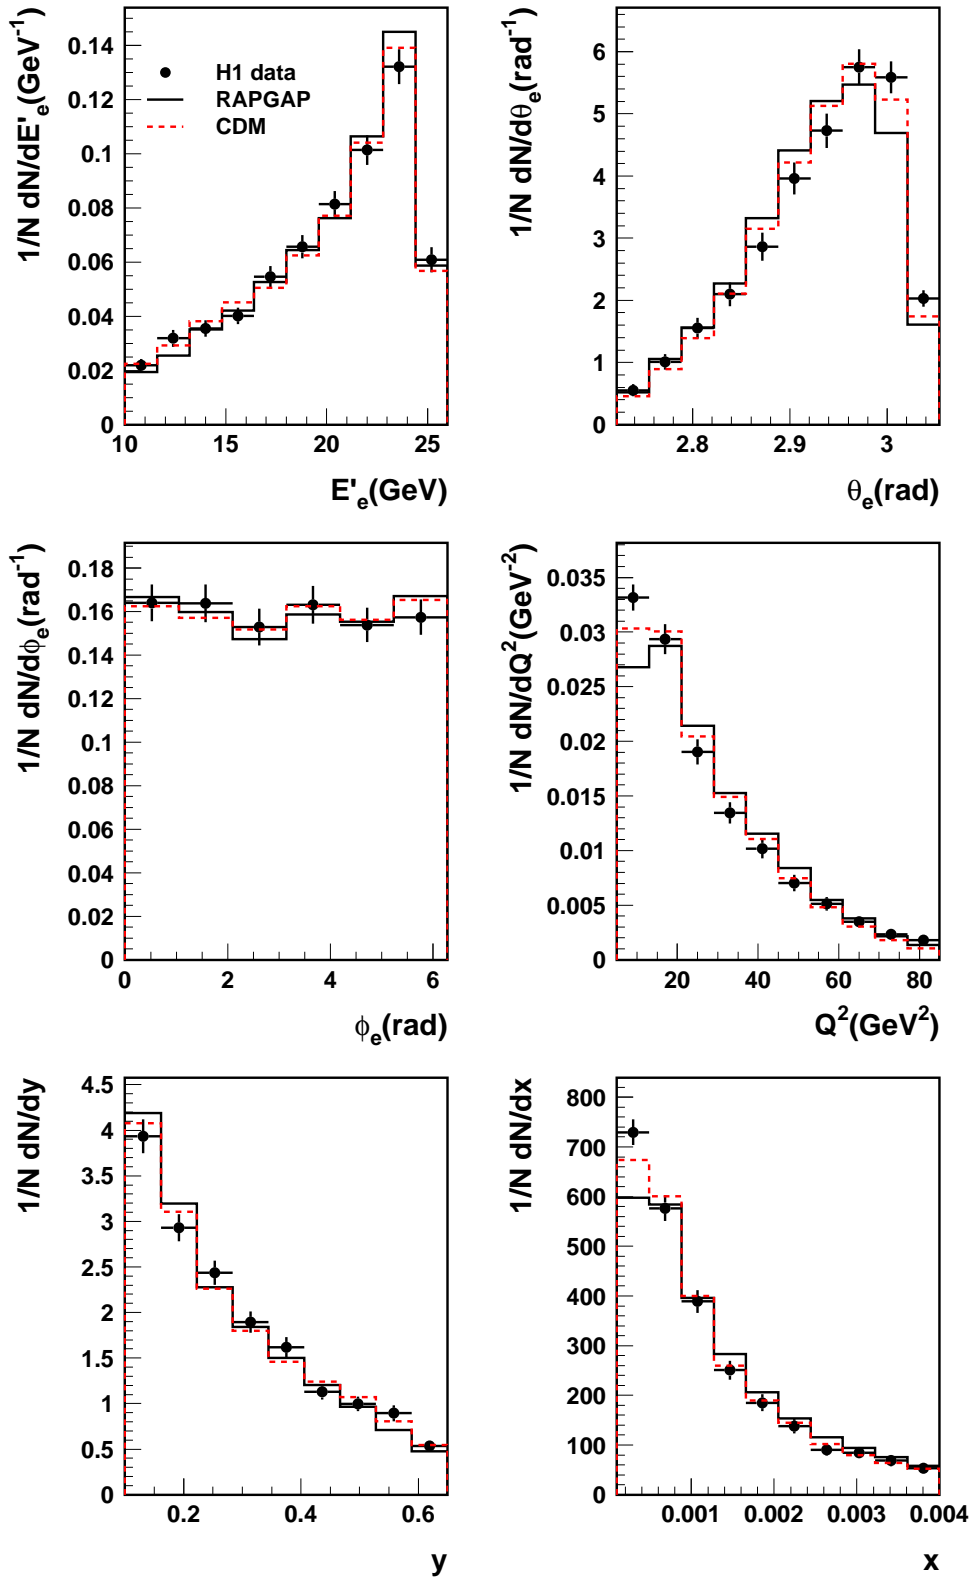 1/N dN/dE'e(GeV-1)
0.14
0.12
0.1
0.08
0.06
0.04
0.02
0
H1 data
RAPGAP
CDM
10 15 20 25
E'e(GeV)
1/N dN/dθe(rad-1)
6
5
4
3
2
1
0
2.8 2.9 3
θe(rad)
1/N dN/dϕe(rad-1)
0.18
0.16
0.14
0.12
0.1
0.08
0.06
0.04
0.02
0
0 2 4 6
ϕe(rad)
1/N dN/dQ2(GeV-2)
0.035
0.03
0.025
0.02
0.015
0.01
0.005
0
20 40 60 80
Q2(GeV2)
1/N dN/dy
4.5
4
3.5
3
2.5
2
1.5
1
0.5
0
0.2 0.4 0.6
y
1/N dN/dx
800
700
600
500
400
300
200
100
0
0.001 0.002 0.003 0.004
x